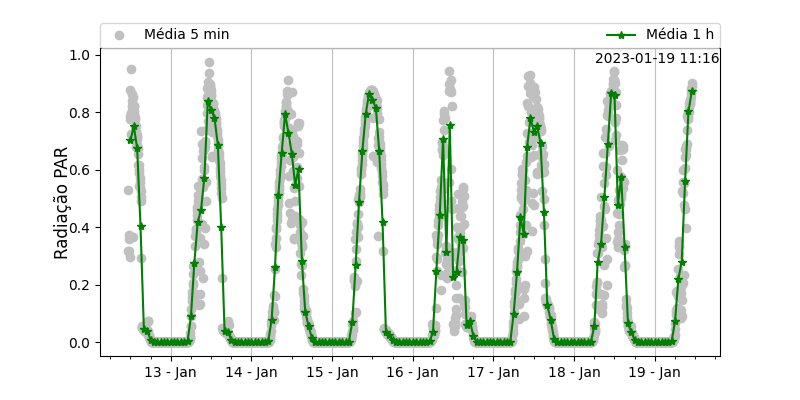 Média 5 min
Média 1 h
2023-01-19 11:16
Radiação PAR
1.0
0.8
0.6
0.4
0.2
0.0
13 - Jan
14 - Jan
15 - Jan
16 - Jan
17 - Jan
18 - Jan
19 - Jan